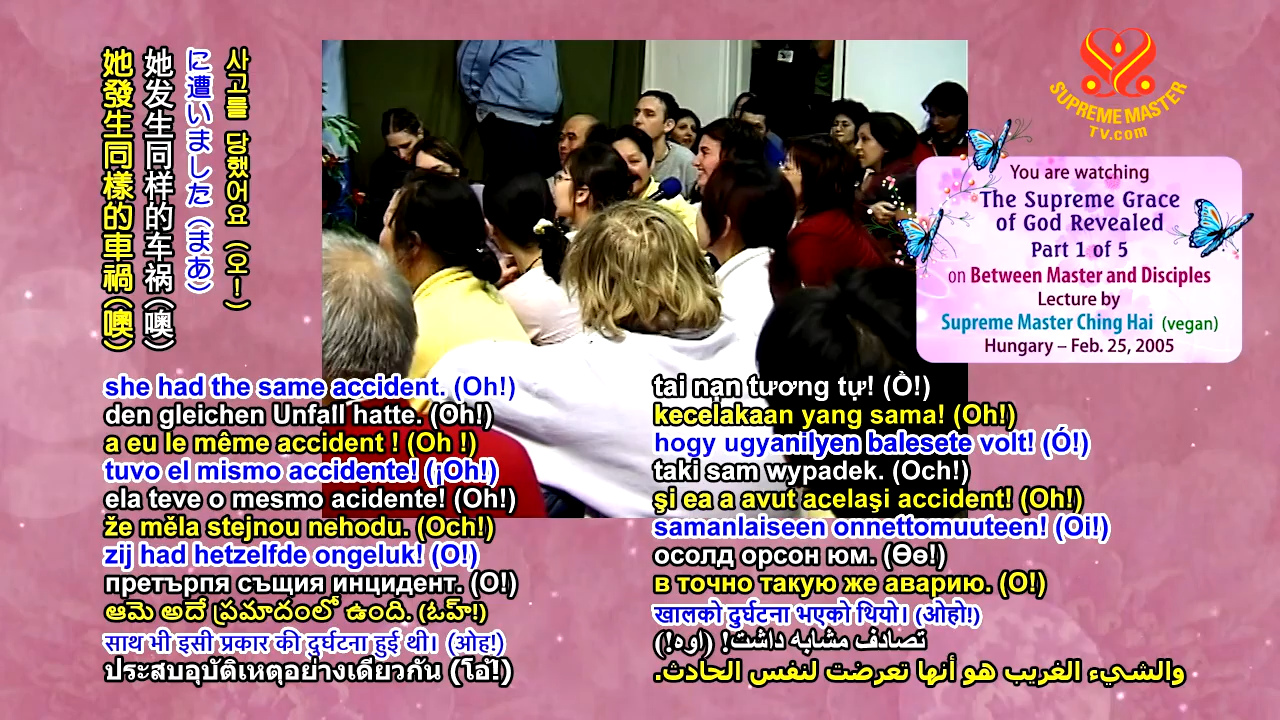 她發生同樣的車禍(噢)
她发生同样的车祸(噢)
に遭いました(まあ)
사고를 당했어요 (오!)
SUPREME MASTER
TV.com
You are watching
The Supreme Grace
of God Revealed
Part 1 of 5
on Between Master and Disciples
Lecture by
Supreme Master Ching Hai (vegan)
Hungary – Feb. 25, 2005
she had the same accident. (Oh!)
den gleichen Unfall hatte. (Oh!)
a eu le même accident ! (Oh !)
tuvo el mismo accidente! (¡Oh!)
ela teve o mesmo acidente! (Oh!)
že měla stejnou nehodu. (Och!)
zij had hetzelfde ongeluk! (O!)
претърпя същия инцидент. (О!)
ఆమె అదే ప్రమాదంలో ఉంది. (ఓహ్!)
साथ भी इसी प्रकार की दुर्घटना हुई थी। (ओह!)
ประสบอุบัติเหตุอย่างเดียวกัน (โอ้!)
tai nạn tương tự! (Ồ!)
kecelakaan yang sama! (Oh!)
hogy ugyanilyen balesete volt! (Ó!)
taki sam wypadek. (Och!)
şi ea a avut acelaşi accident! (Oh!)
samanlaiseen onnettomuuteen! (Oi!)
осолд орсон юм. (Өө!)
в точно такую же аварию. (О!)
खालको दुर्घटना भएको थियो। (ओहो!)
تصادف مشابه داشت! (اوه!)
والشيء الغريب هو أنها تعرضت لنفس الحادث.